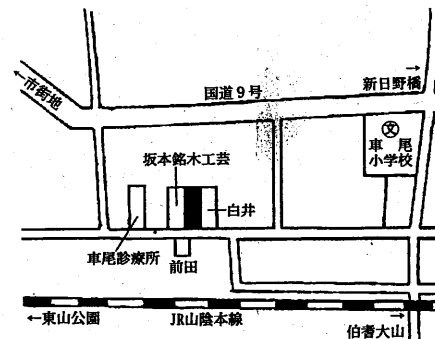 ←市街地
国道9号
→
新日野橋
文
車尾
小学校
坂本銘木工芸
白井
車尾診療所
前田
←東山公園
JR山陰本線
→
伯耆大山